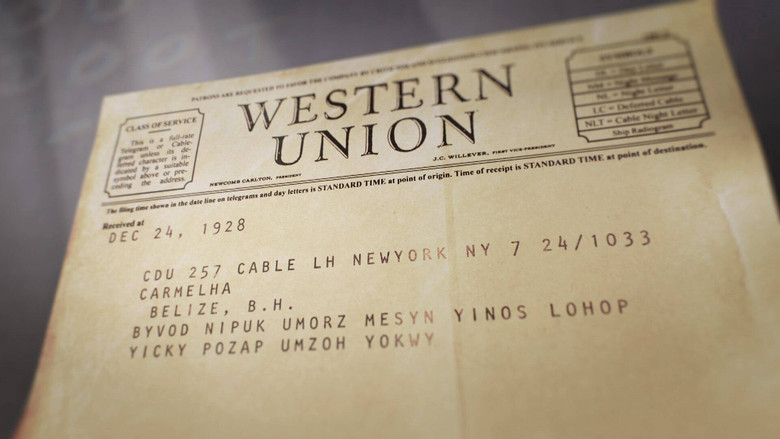 PATRONS ARE REQUESTED TO FAVOR THE COMPANY BY
CLASS OF SERVICE
This is a full-rate
Telegram or Cable-
gram unless its de-
ferred character is in-
dicated by a suitable
symbol above or pre-
ceding the address.
WESTERN
UNION
NEWCOMB CARLTON, PRESIDENT
J.C. WILLEVER, FIRST VICE-PRESIDENT
SYMBOLS
NM = Night Message
NL = Night Letter
LC = Deferred Cable
NLT = Cable Night Letter
Ship Radiogram
The filing time shown in the date line on telegrams and day letters is STANDARD TIME at point of origin. Time of receipt is STANDARD TIME at point of destination.
Received at
DEC 24, 1928
CDU 257 CABLE LH NEWYORK NY 7 24/1033
CARMELHA
BELIZE, B.H.
BYVOD NIPUK UMORZ MESYN YINOS LOHOP
YICKY POZAP UMZOH YOKWY